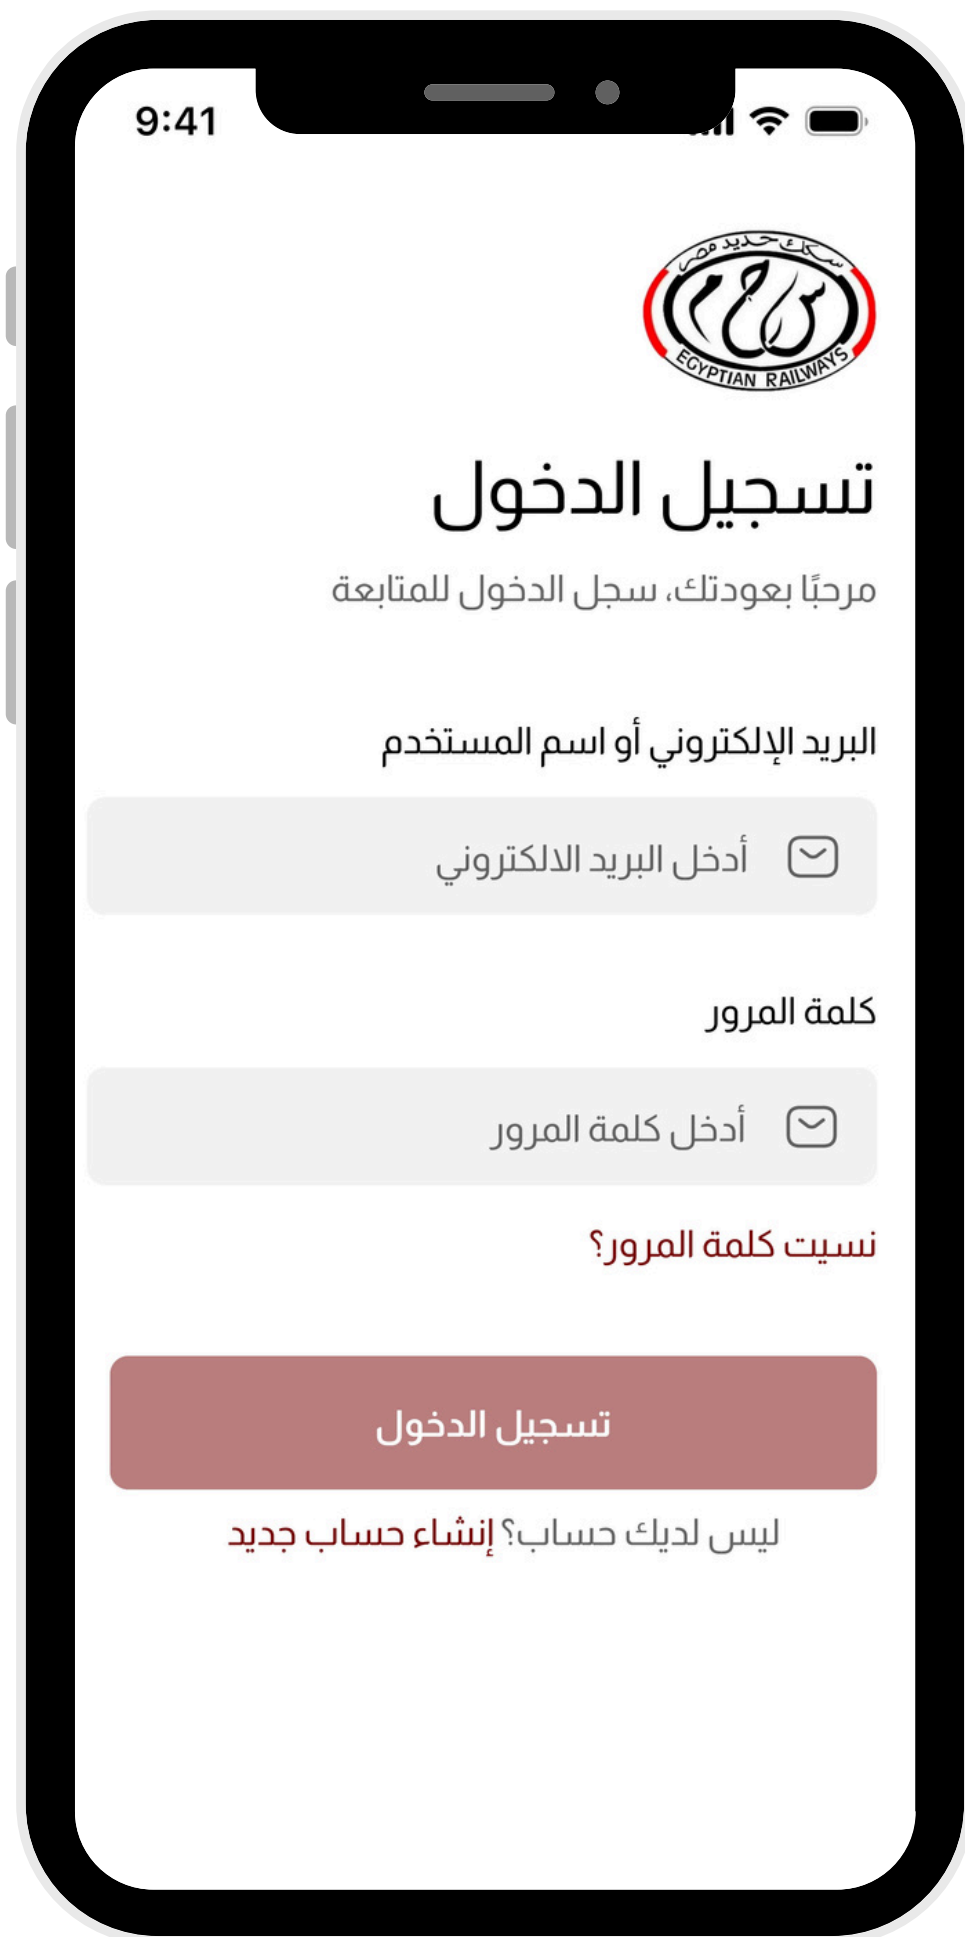 9:41
سكك حديد مصر
س ح م
EGYPTIAN RAILWAYS
تسجيل الدخول
مرحبًا بعودتك، سجل الدخول للمتابعة
البريد الإلكتروني أو اسم المستخدم
أدخل البريد الالكتروني
كلمة المرور
أدخل كلمة المرور
نسيت كلمة المرور؟
تسجيل الدخول
ليس لديك حساب؟ إنشاء حساب جديد